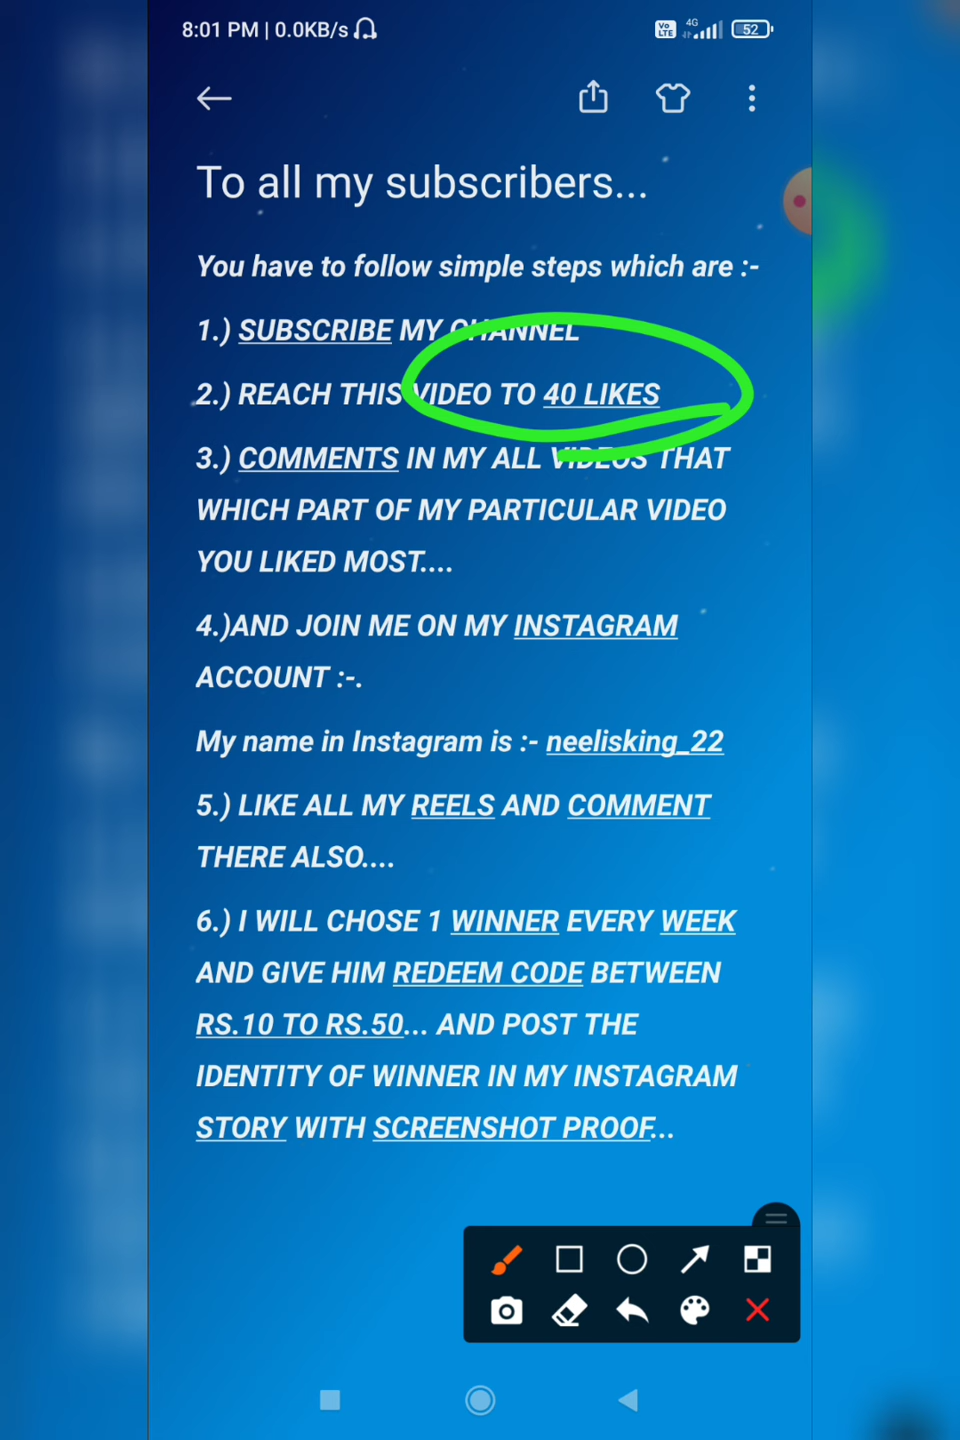 8:01 PM | 0.0KB/s
Vo LTE 4G 52
To all my subscribers...
You have to follow simple steps which are :-
1.) SUBSCRIBE MY CHANNEL
2.) REACH THIS VIDEO TO 40 LIKES
3.) COMMENTS IN MY ALL VIDEOS THAT
WHICH PART OF MY PARTICULAR VIDEO
YOU LIKED MOST....
4.)AND JOIN ME ON MY INSTAGRAM
ACCOUNT :-.
My name in Instagram is :- neelisking_22
5.) LIKE ALL MY REELS AND COMMENT
THERE ALSO....
6.) I WILL CHOSE 1 WINNER EVERY WEEK
AND GIVE HIM REDEEM CODE BETWEEN
RS.10 TO RS.50... AND POST THE
IDENTITY OF WINNER IN MY INSTAGRAM
STORY WITH SCREENSHOT PROOF...